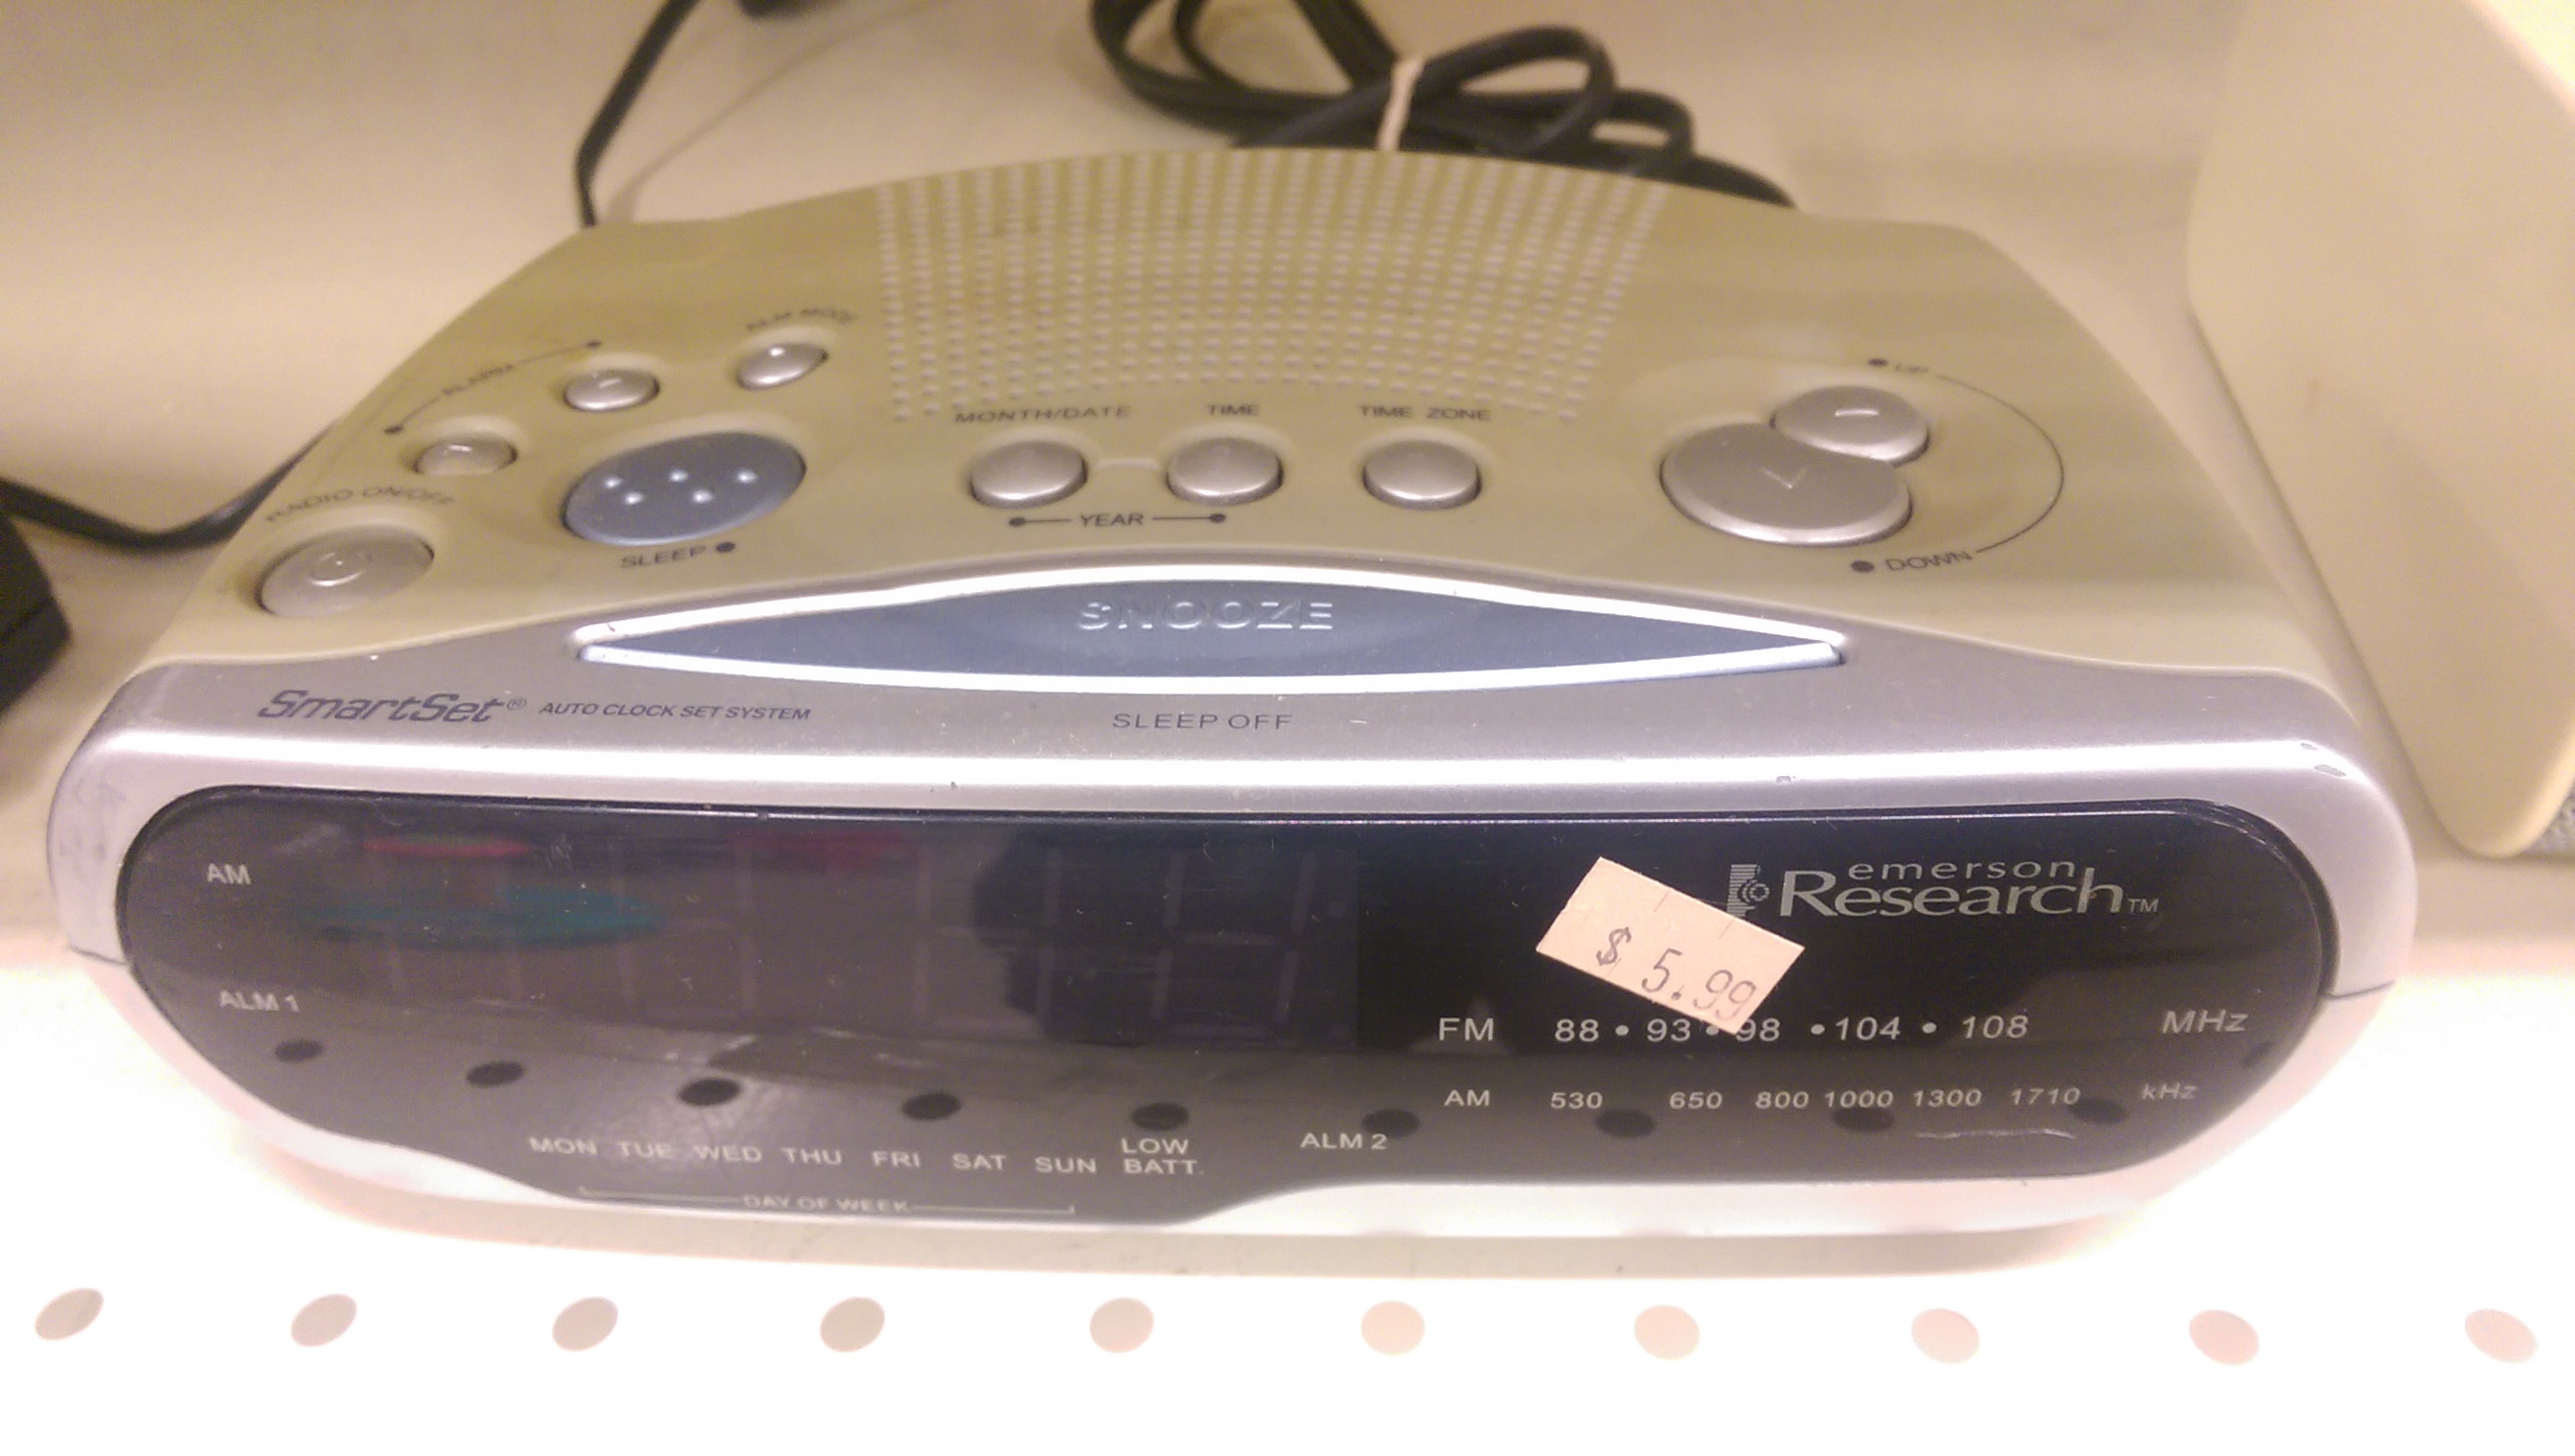 ALM MODE
ALARM
UP
MONTH/DATE
TIME
TIME ZONE
RADIO ON/OFF
YEAR
SLEEP
DOWN
SNOOZE
SmartSet® AUTO CLOCK SET SYSTEM
SLEEP OFF
AM
emerson
Research™
$ 5.99
ALM 1
FM 88 • 93 • 98 • 104 • 108 MHz
AM 530 650 800 1000 1300 1710 kHz
MON TUE WED THU FRI SAT SUN
LOW
BATT.
ALM 2
DAY OF WEEK